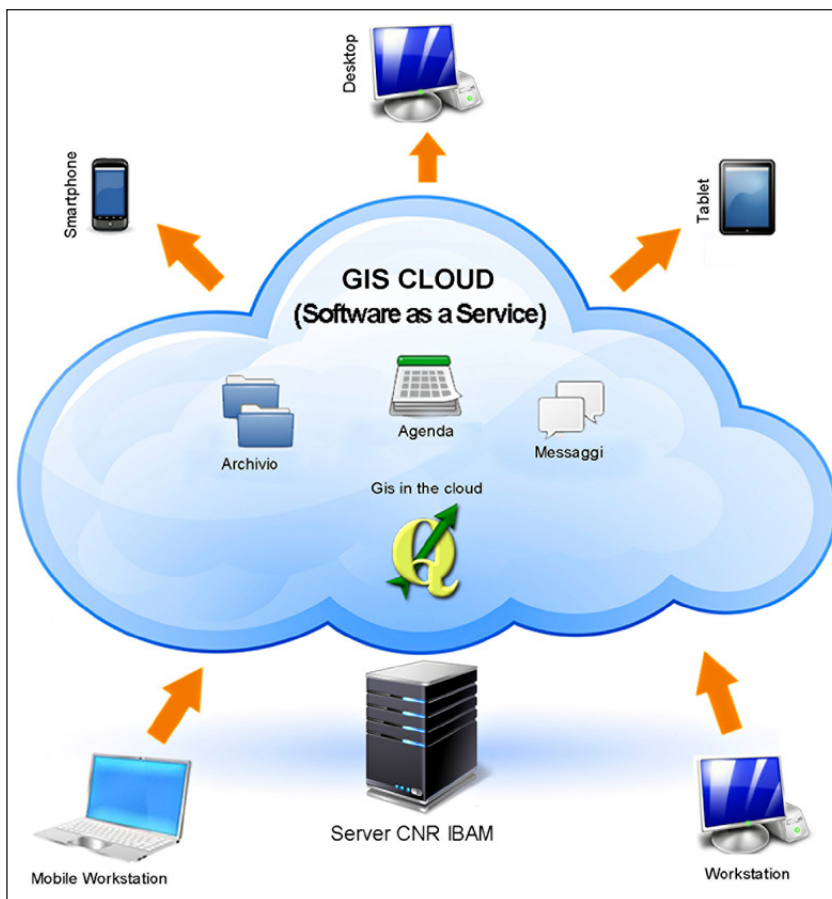 Desktop
Smartphone
Tablet
GIS CLOUD
(Software as a Service)
Archivio
Agenda
Messaggi
Gis in the cloud
Server CNR IBAM
Mobile Workstation
Workstation